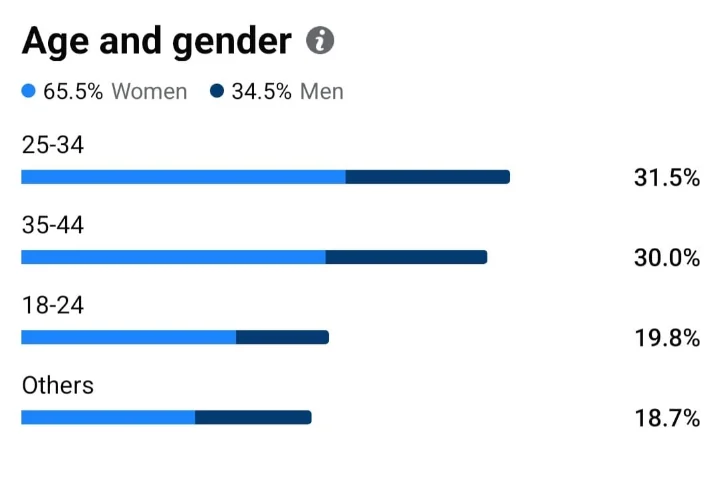 Age and gender
65.5% Women 34.5% Men
25-34
31.5%
35-44
30.0%
18-24
19.8%
Others
18.7%